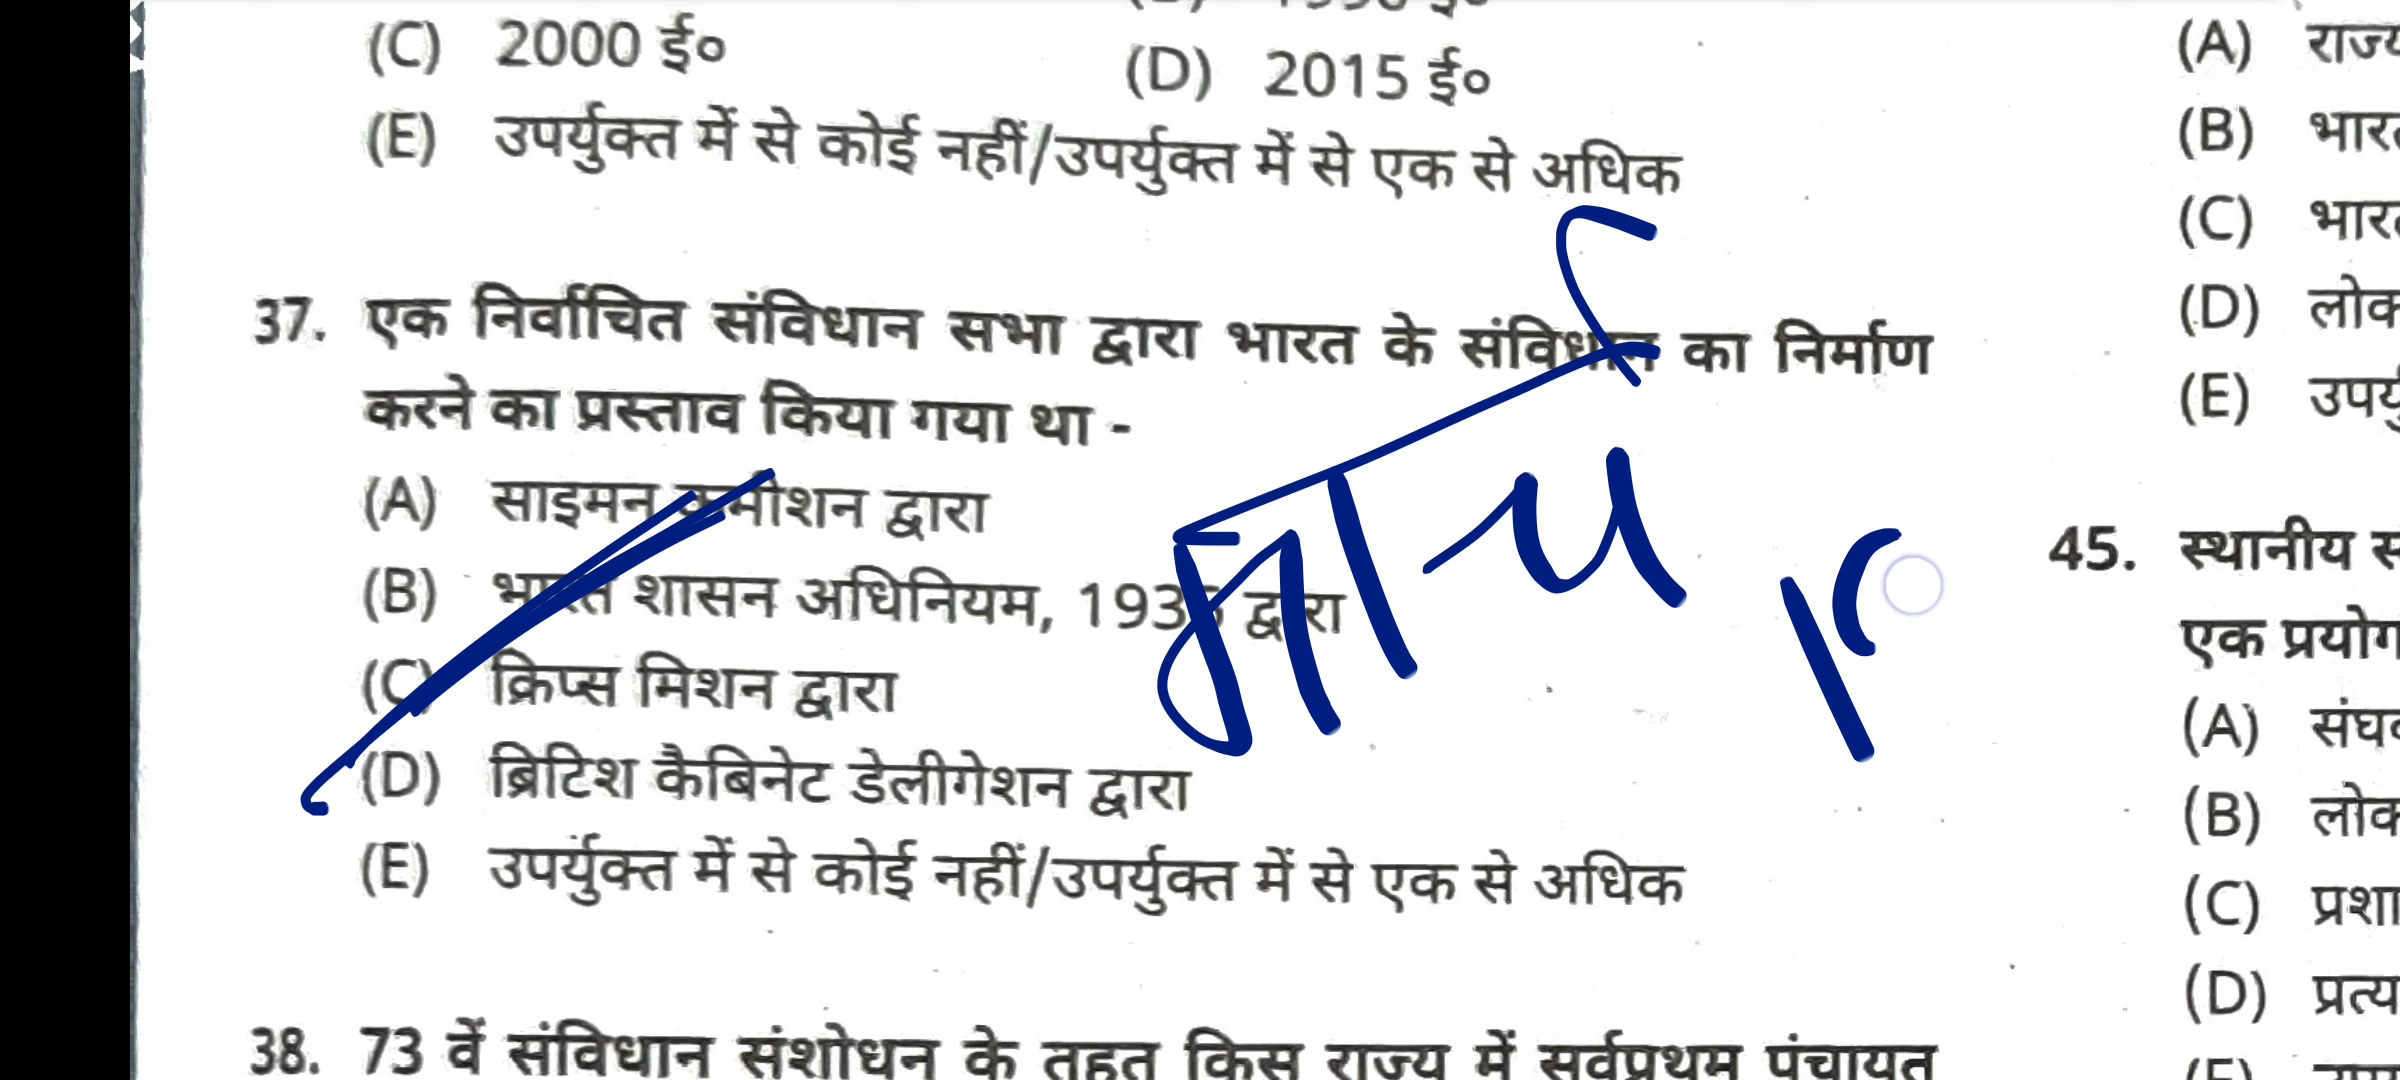 (C) 2000 ई०
(D) 2015 ई०
(E) उपर्युक्त में से कोई नहीं/उपर्युक्त में से एक से अधिक
37. एक निर्वाचित संविधान सभा द्वारा भारत के संविधान का निर्माण
करने का प्रस्ताव किया गया था -
(A) साइमन कमीशन द्वारा
(B) भारत शासन अधिनियम, 1935 द्वारा
(C) क्रिप्स मिशन द्वारा
(D) ब्रिटिश कैबिनेट डेलीगेशन द्वारा
(E) उपर्युक्त में से कोई नहीं/उपर्युक्त में से एक से अधिक
38. 73 वें संविधान संशोधन के तहत किस राज्य में सर्वप्रथम पंचायत
मार्च
(A)
(B)
(C)
(D)
(E)
45. स्थानीय
एक
(A)
(B)
(C)
(D)